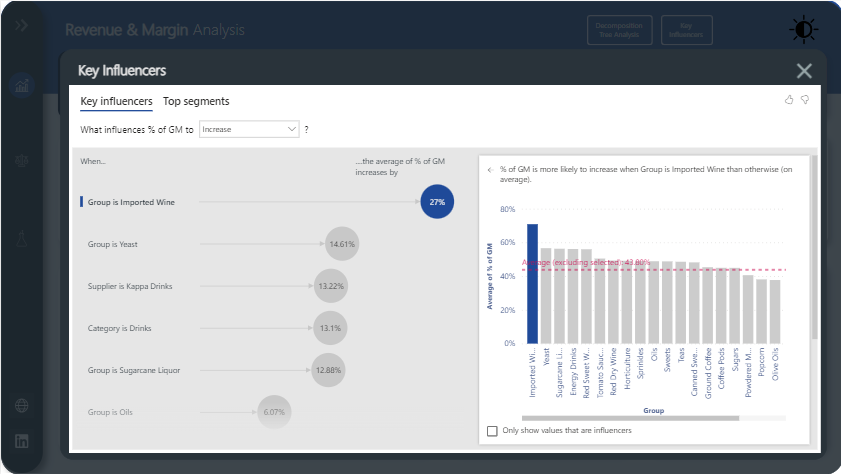 Revenue & Margin Analysis
Decomposition
Tree Analysis
Key
Influencers
Key Influencers
Key influencers
Top segments
What influences % of GM to
Increase
?
When...
....the average of % of GM
increases by
Group is Imported Wine
27%
Group is Yeast
14.61%
Supplier is Kappa Drinks
13.22%
Category is Drinks
13.1%
Group is Sugarcane Liquor
12.88%
Group is Oils
6.07%
% of GM is more likely to increase when Group is Imported Wine than otherwise (on
average).
Average of % of GM
80%
60%
40%
20%
0%
Average (excluding selected): 43.80%
Imported Wi...
Yeast
Sugarcane Li...
Energy Drinks
Red Sweet W...
Tomato Sauc...
Red Dry Wine
Horticulture
Sprinkles
Oils
Sweets
Teas
Canned Swe...
Ground Coffee
Coffee Pods
Sugars
Powdered M...
Popcorn
Olive Oils
Group
Only show values that are influencers
in